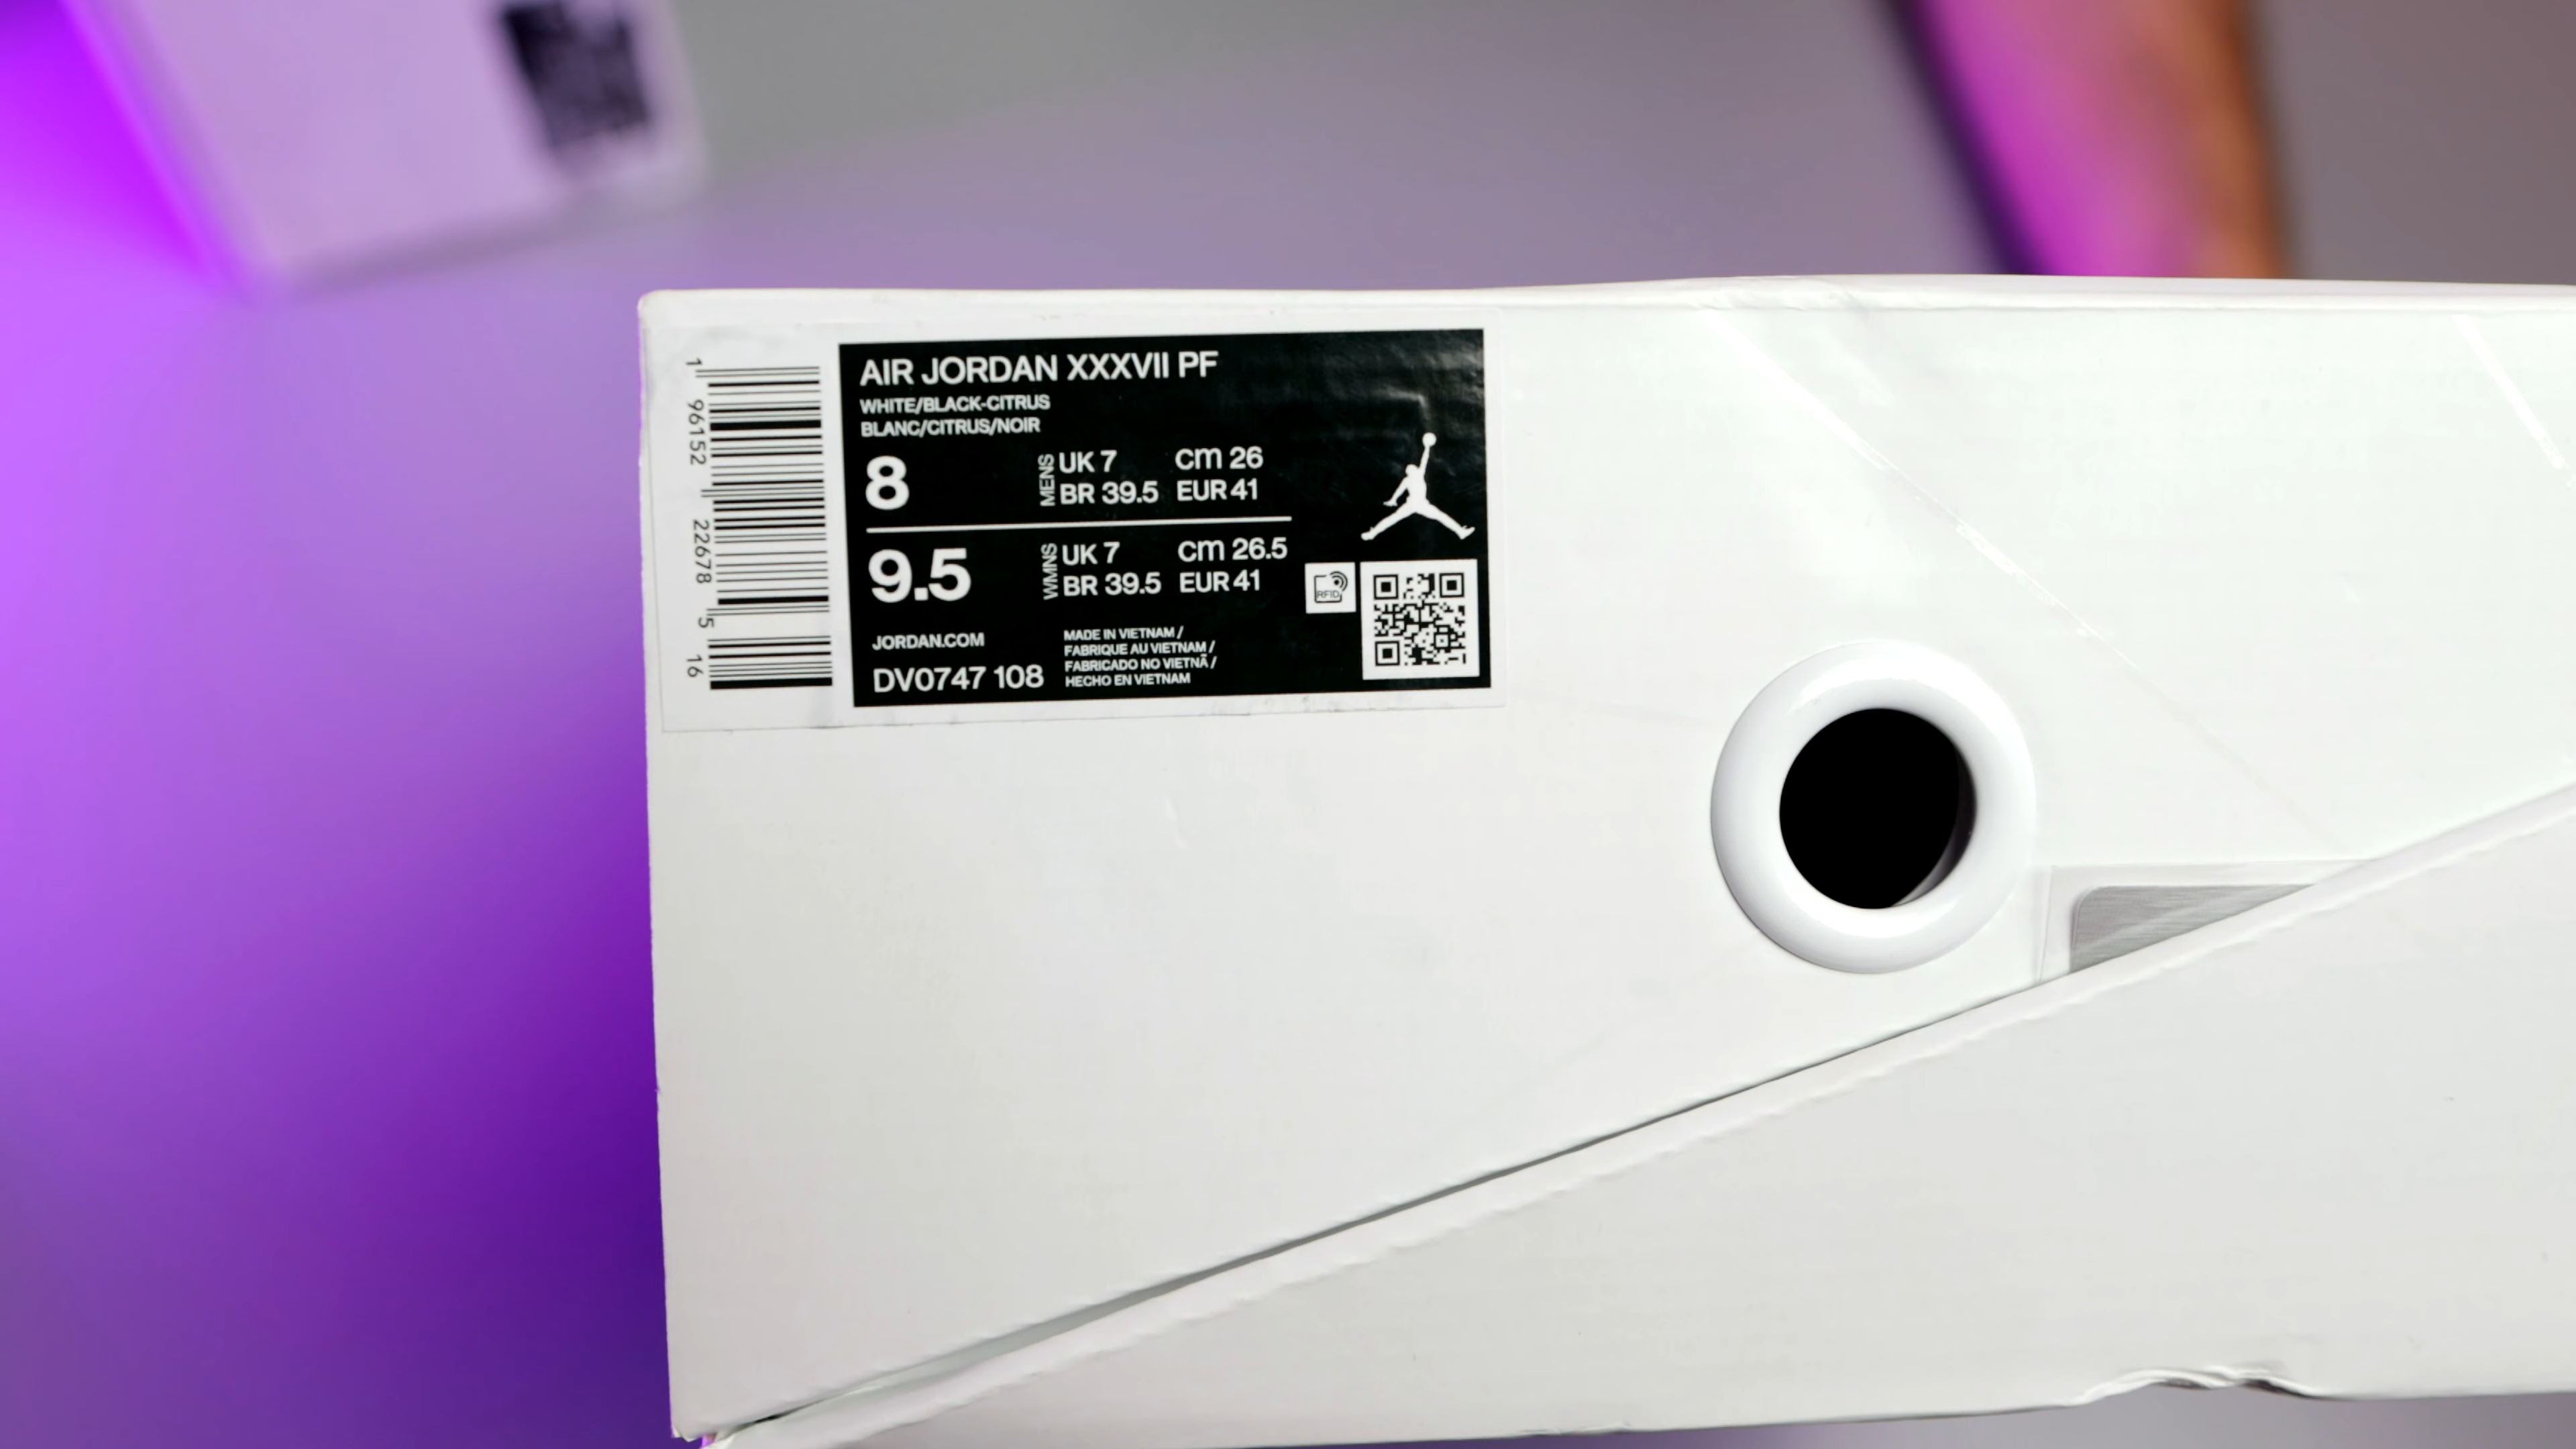 1 96152 22678 5 16
AIR JORDAN XXXVII PF
WHITE/BLACK-CITRUS
BLANC/CITRUS/NOIR
8 MENS UK 7 cm 26
BR 39.5 EUR 41
9.5 WMNS UK 7 cm 26.5
BR 39.5 EUR 41
RFID
JORDAN.COM
DV0747 108
MADE IN VIETNAM /
FABRIQUE AU VIETNAM /
FABRICADO NO VIETNÃ /
HECHO EN VIETNAM